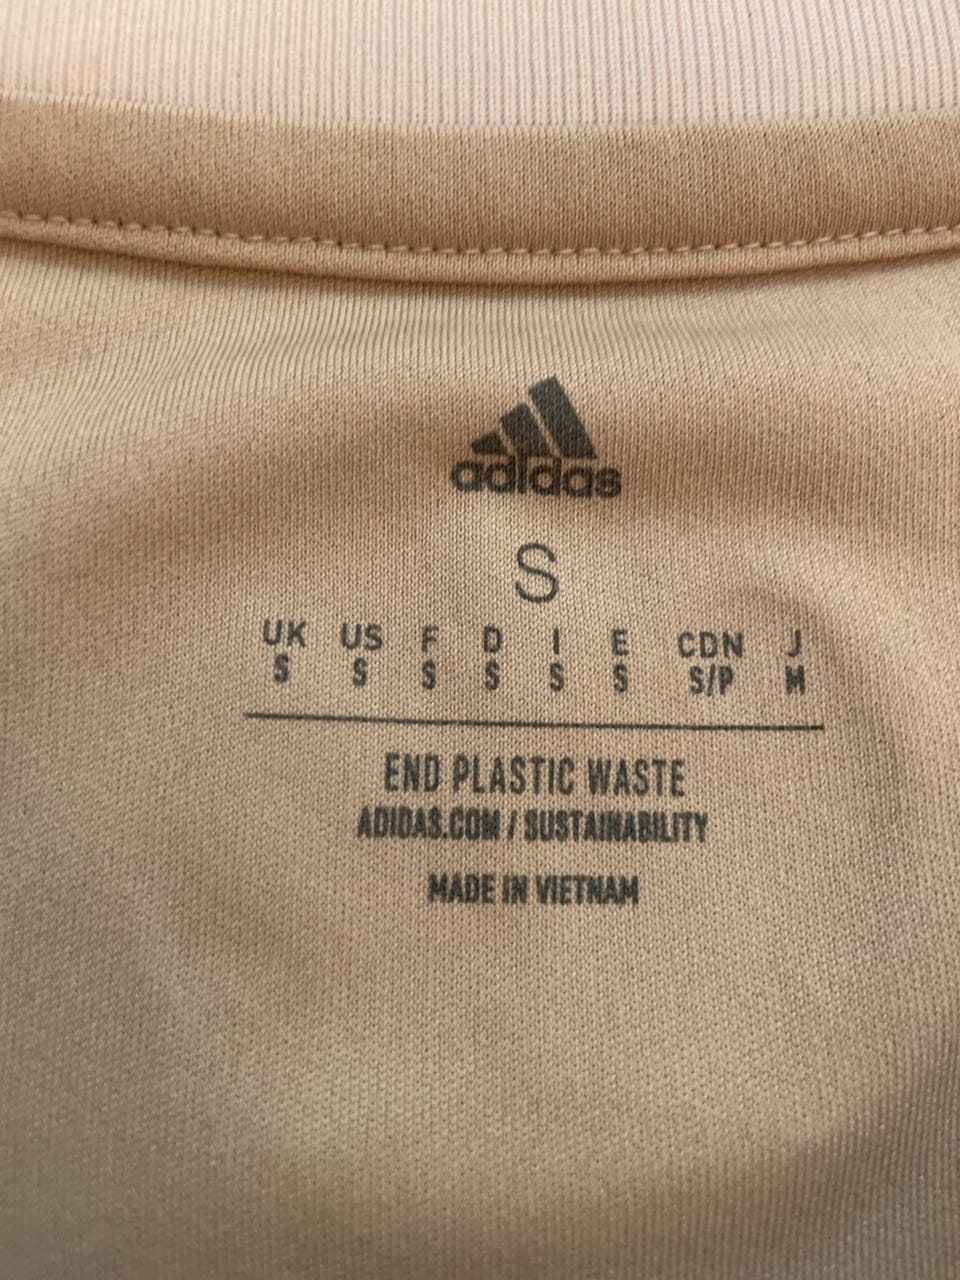 adidas
S
UK US F D I E CDN J
S S S S S S S/P M
END PLASTIC WASTE
ADIDAS.COM / SUSTAINABILITY
MADE IN VIETNAM